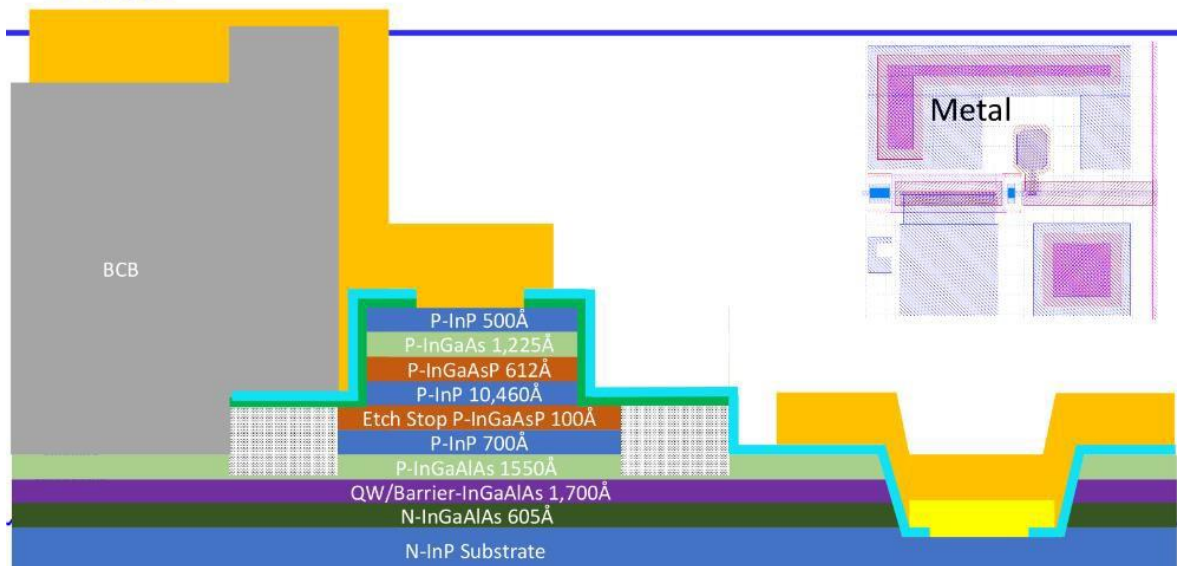 Metal
BCB
P-InP 500Å
P-InGaAs 1,225Å
P-InGaAsP 612Å
P-InP 10,460Å
Etch Stop P-InGaAsP 100Å
P-InP 700Å
P-InGaAlAs 1550Å
QW/Barrier-InGaAlAs 1,700Å
N-InGaAlAs 605Å
N-InP Substrate